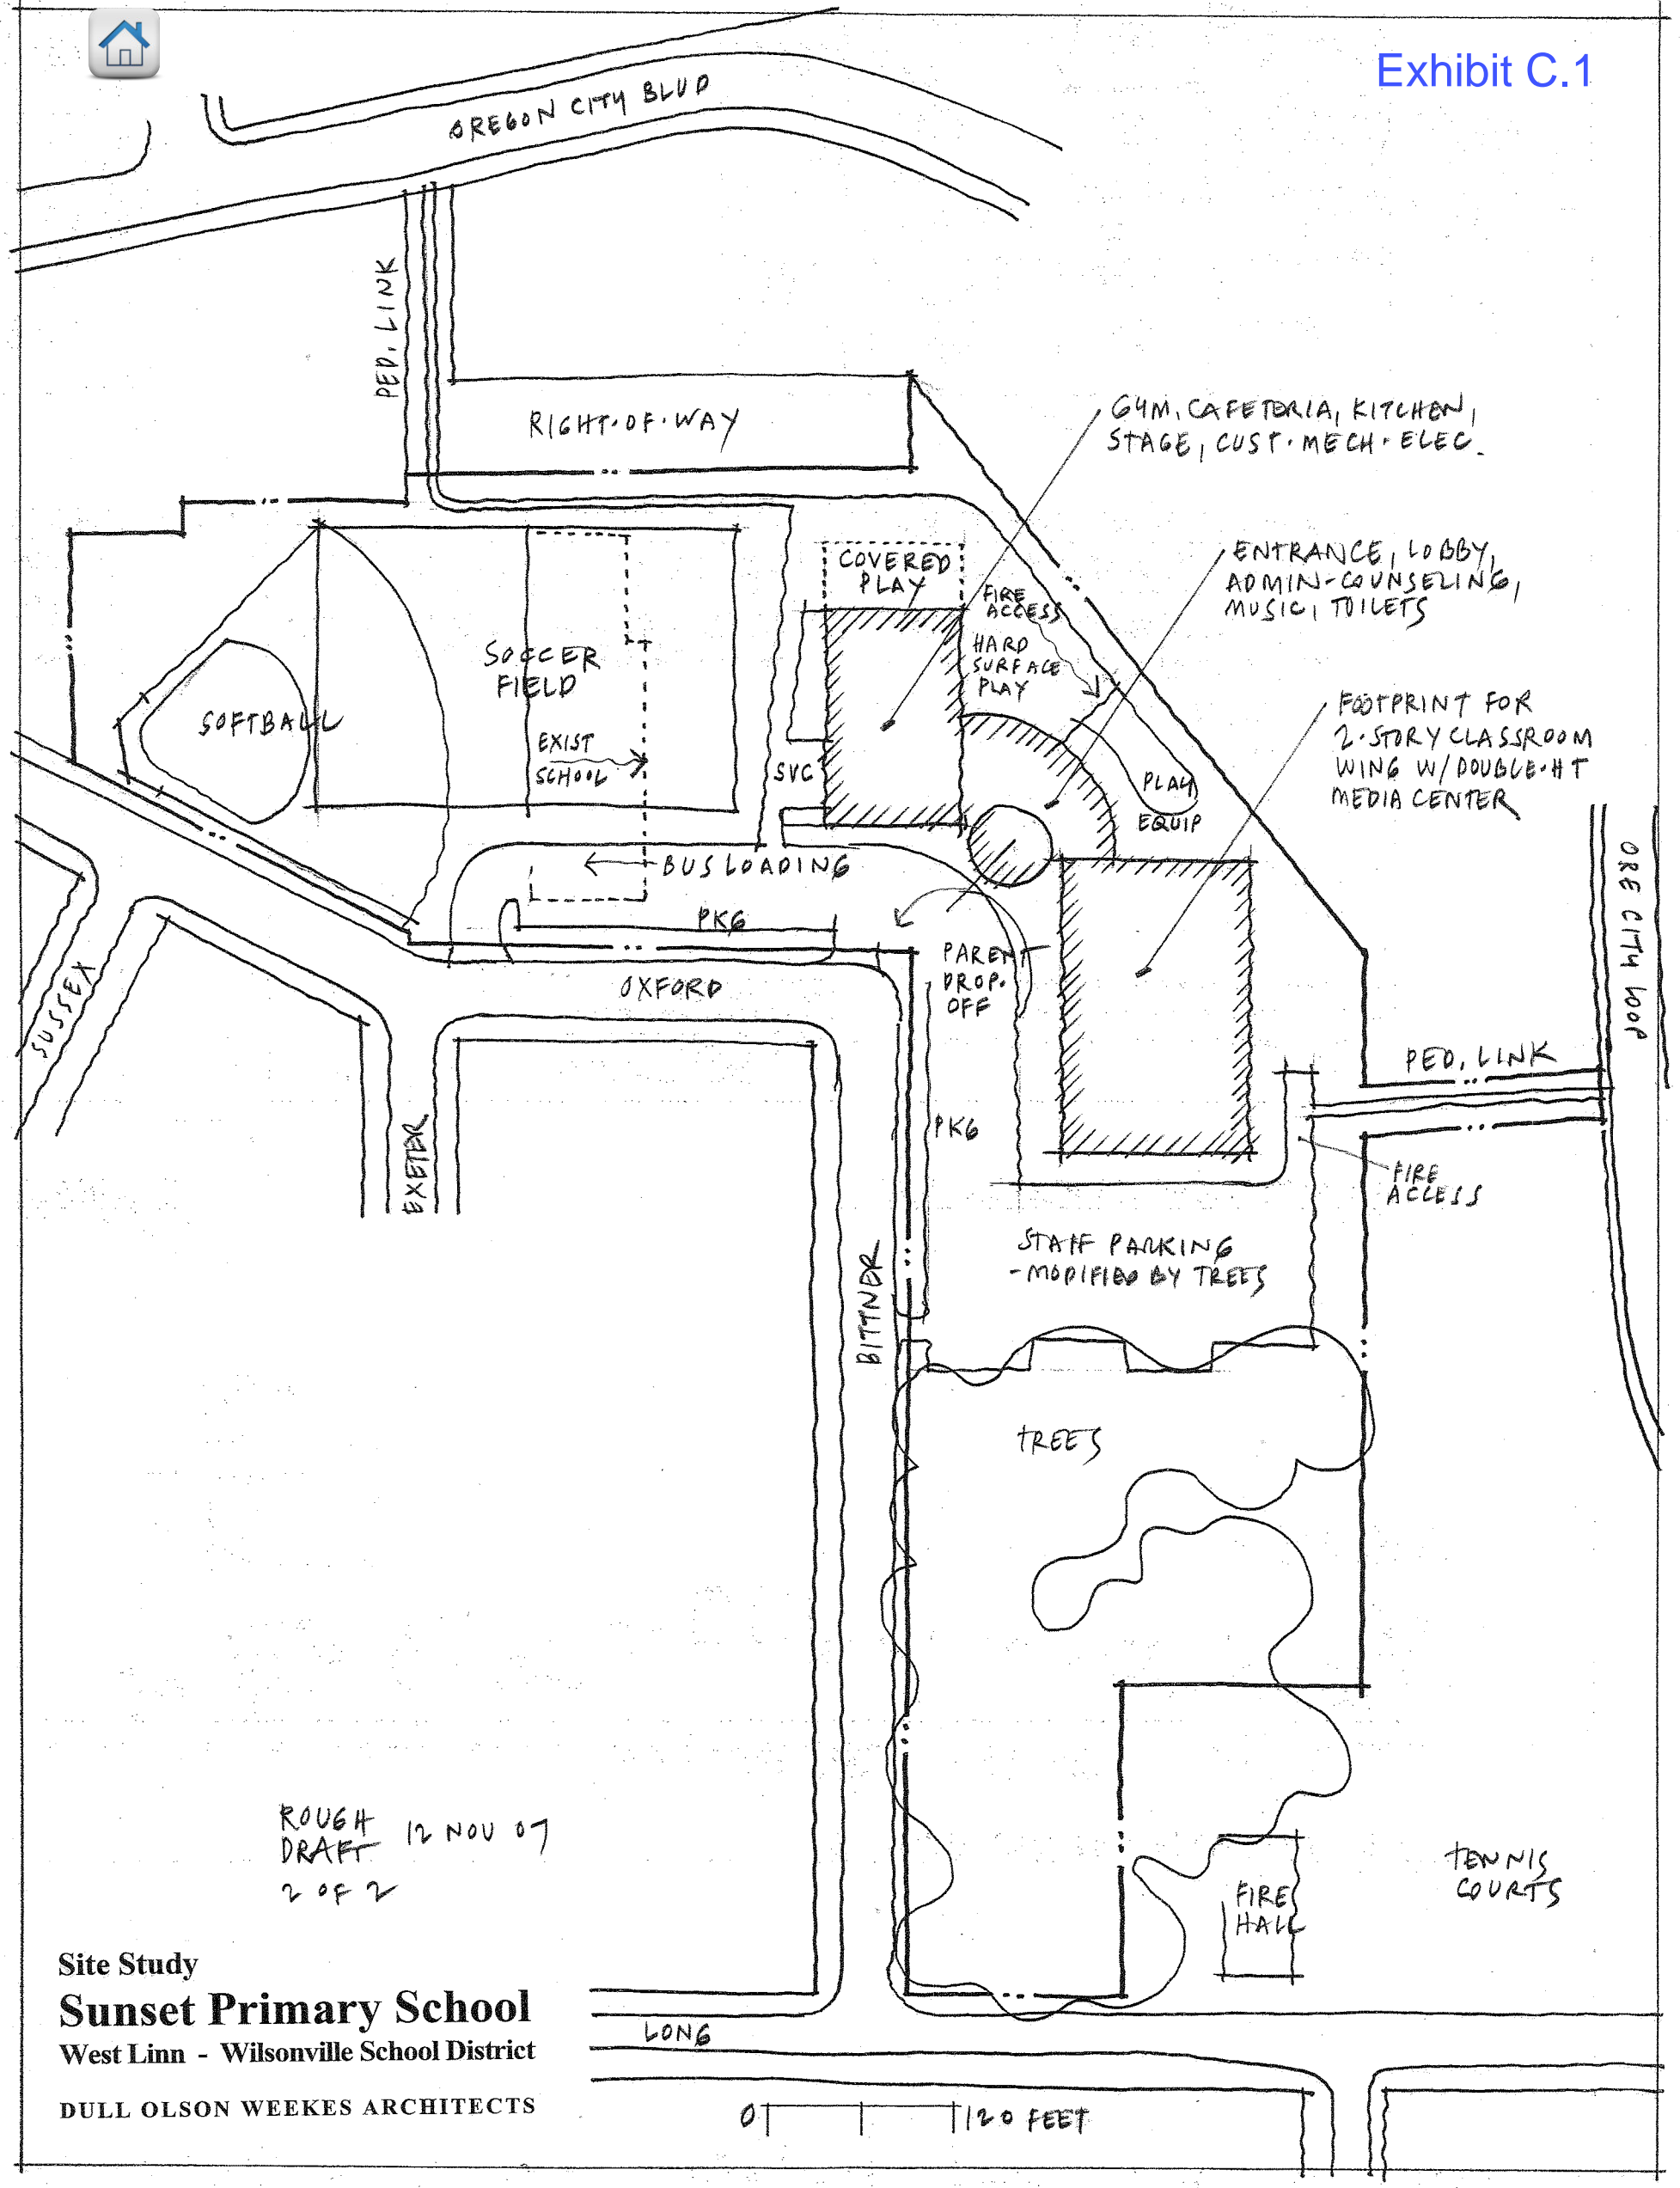 Exhibit C.1
OREGON CITY BLVD
PED. LINK
RIGHT·OF·WAY
GYM, CAFETORIA, KITCHEN,
STAGE, CUST·MECH·ELEC.
ENTRANCE, LOBBY,
ADMIN-COUNSELING,
MUSIC, TOILETS
FOOTPRINT FOR
2·STORY CLASSROOM
WING W/DOUBLE·HT
MEDIA CENTER
COVERED
PLAY
FIRE
ACCESS
HARD
SURFACE
PLAY
SOCCER
FIELD
SOFTBALL
EXIST
SCHOOL
SVC
PLAY
EQUIP
BUS LOADING
PKG
PARENT
DROP·
OFF
OXFORD
SUSSEX
EXETER
BITTNER
PKG
ORE CITY LOOP
PED. LINK
FIRE
ACCESS
STAFF PARKING
-MODIFIED BY TREES
TREES
ROUGH
DRAFT 12 NOV 07
2 OF 2
FIRE
HALL
TENNIS
COURTS
Site Study
Sunset Primary School
West Linn - Wilsonville School District
DULL OLSON WEEKES ARCHITECTS
LONG
0 120 FEET